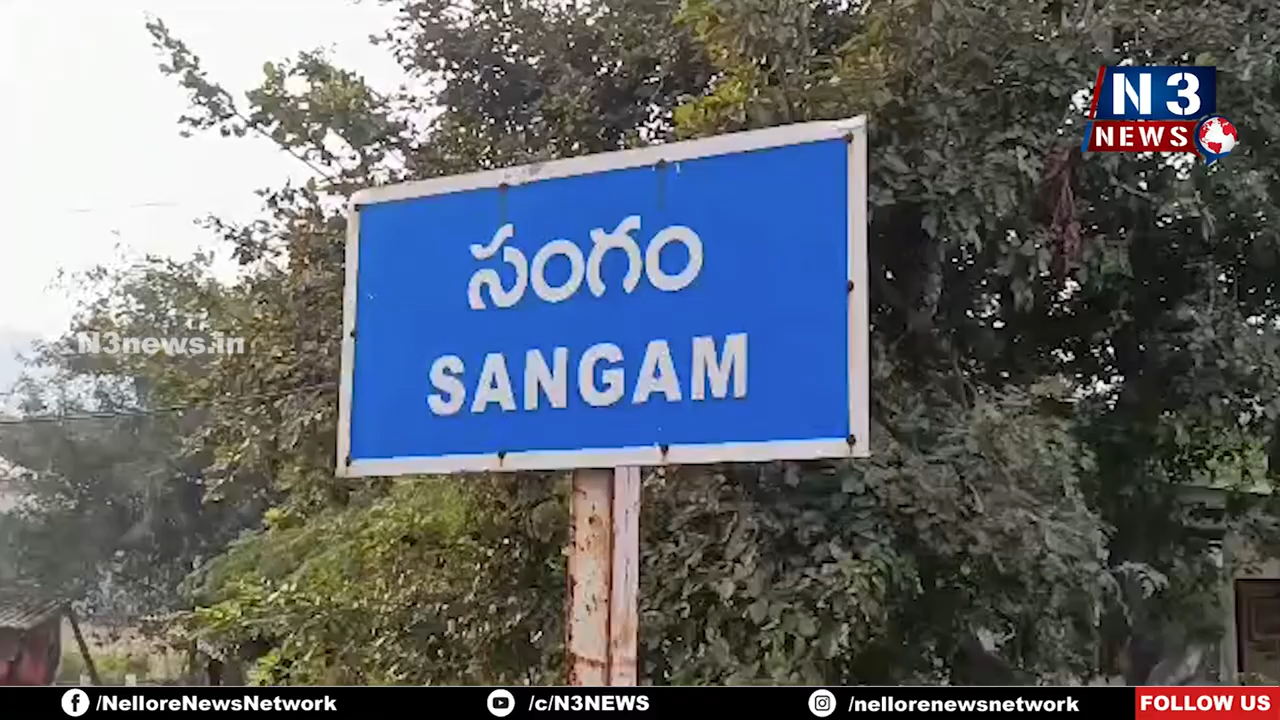 N3
NEWS
సంగం
SANGAM
N3news.in
/NelloreNewsNetwork
/c/N3NEWS
/nellorenewsnetwork
FOLLOW US